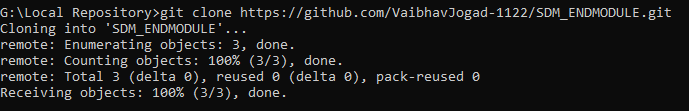 G:\Local Repository>git clone https://github.com/VaibhavJogad-1122/SDM_ENDMODULE.git
Cloning into 'SDM_ENDMODULE'...
remote: Enumerating objects: 3, done.
remote: Counting objects: 100% (3/3), done.
remote: Total 3 (delta 0), reused 0 (delta 0), pack-reused 0
Receiving objects: 100% (3/3), done.